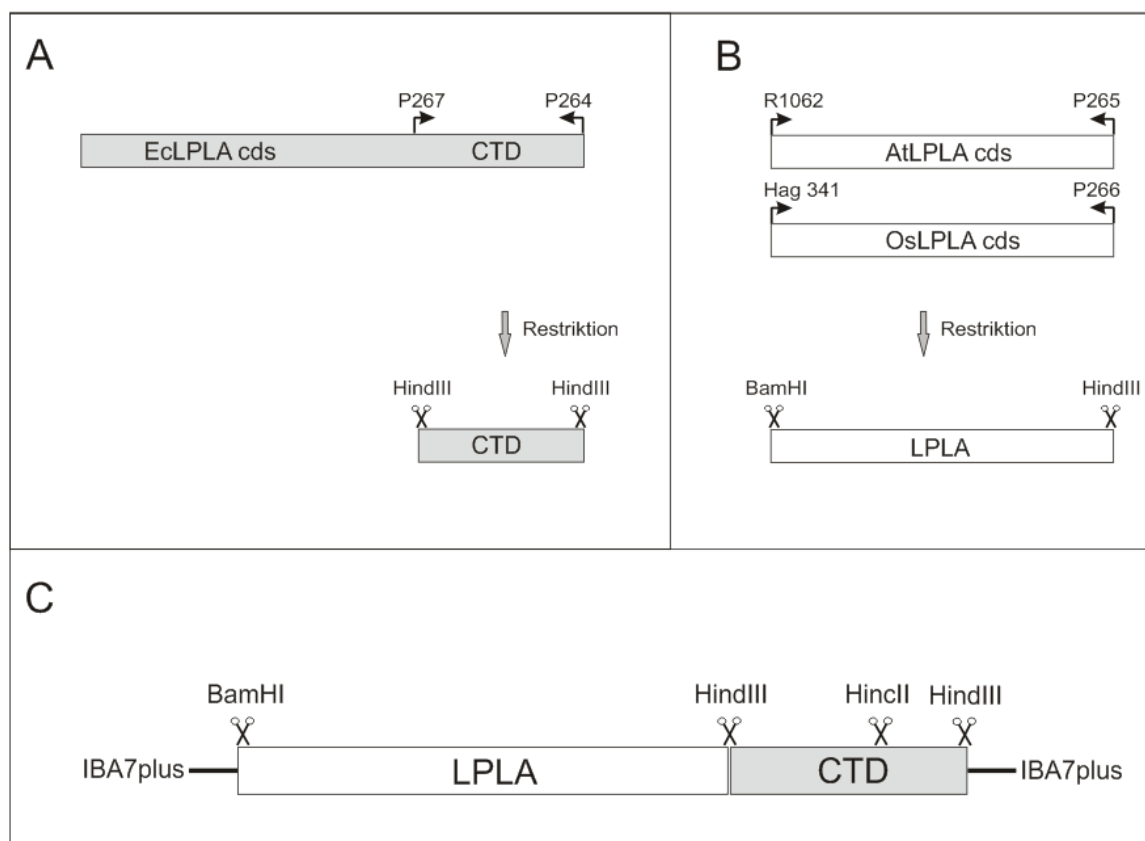 A
P267 P264
EcLPLA cds CTD
Restriktion
HindIII HindIII
CTD
B
R1062 P265
AtLPLA cds
Hag 341 P266
OsLPLA cds
Restriktion
BamHI HindIII
LPLA
C
BamHI HindIII HincII HindIII
IBA7plus LPLA CTD IBA7plus